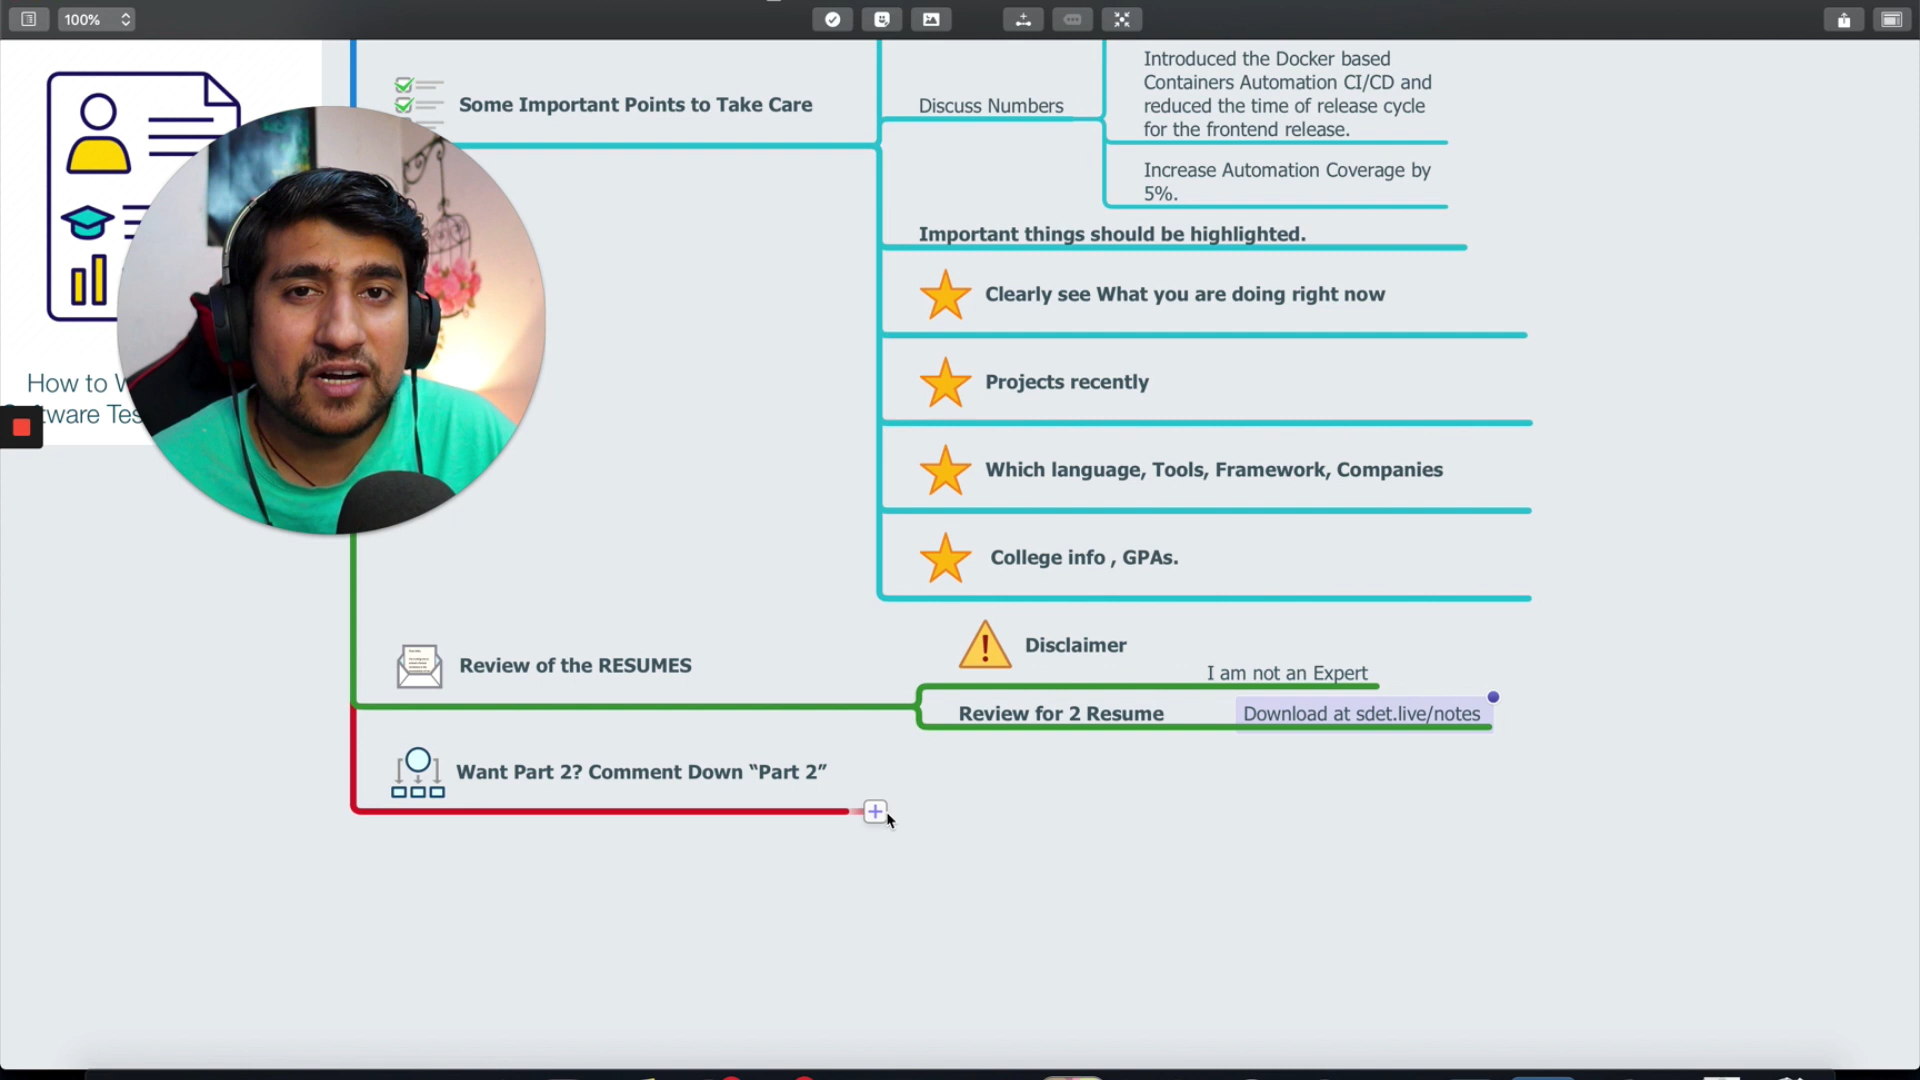 100%
Introduced the Docker based
Containers Automation CI/CD and
reduced the time of release cycle
for the frontend release.
Some Important Points to Take Care
Discuss Numbers
Increase Automation Coverage by
5%.
Important things should be highlighted.
Clearly see What you are doing right now
Projects recently
How to
Which language, Tools, Framework, Companies
College info , GPAs.
Disclaimer
Review of the RESUMES
I am not an Expert
Review for 2 Resume
Download at sdet.live/notes
Want Part 2? Comment Down “Part 2”